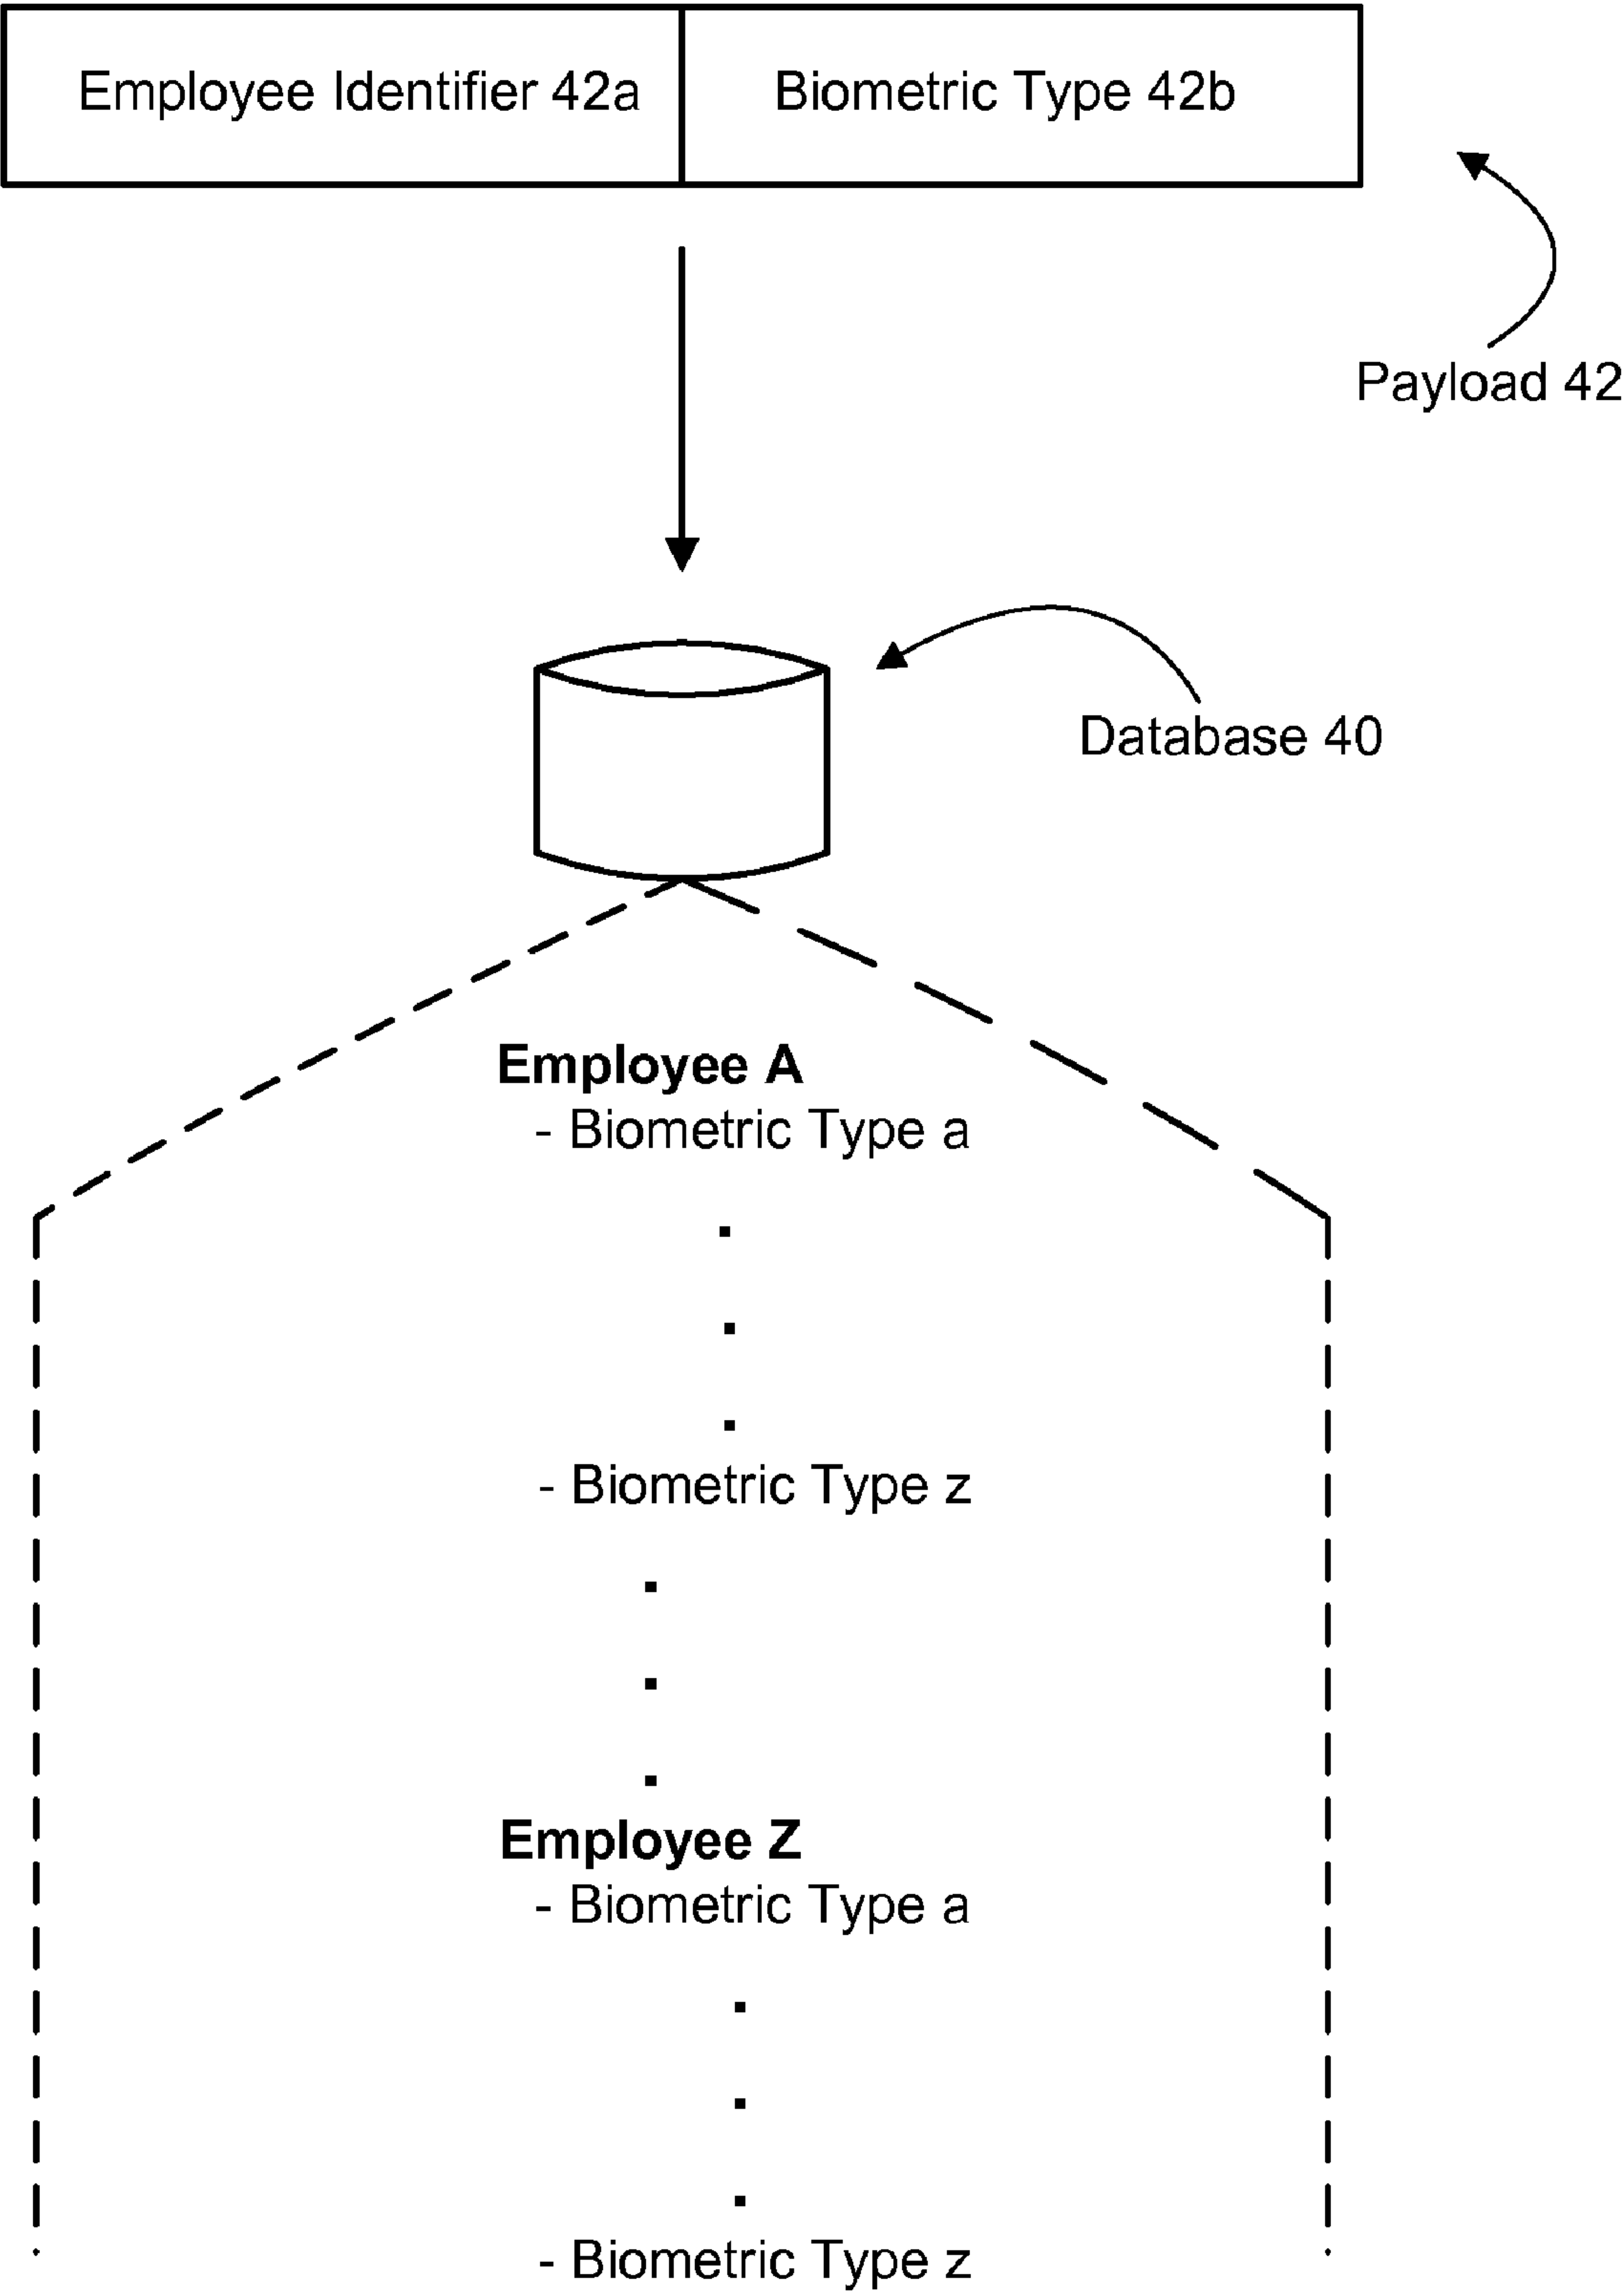 Employee Identifier 42a
Biometric Type 42b
Payload 42
Database 40
Employee A
- Biometric Type a
.
.
.
- Biometric Type z
.
.
.
Employee Z
- Biometric Type a
.
.
.
- Biometric Type z